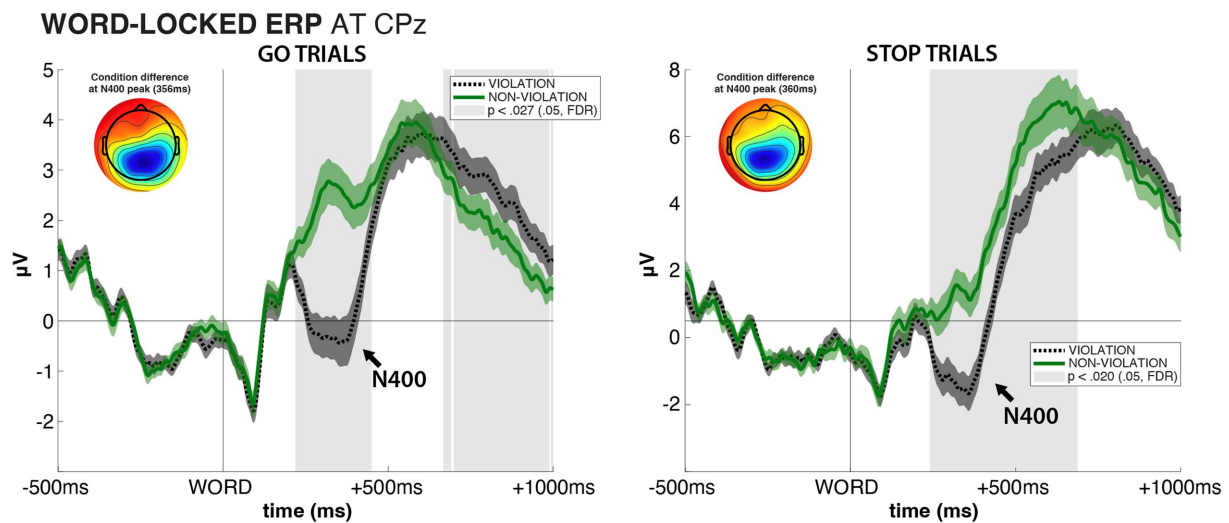 WORD-LOCKED ERP AT CPz
GO TRIALS
Condition difference
at N400 peak (356ms)
VIOLATION
NON-VIOLATION
p < .027 (.05, FDR)
5
4
3
2
1
0
-1
-2
µV
N400
-500ms
WORD
+500ms
+1000ms
time (ms)
STOP TRIALS
Condition difference
at N400 peak (360ms)
8
6
4
2
0
-2
µV
VIOLATION
NON-VIOLATION
p < .020 (.05, FDR)
N400
-500ms
WORD
+500ms
+1000ms
time (ms)